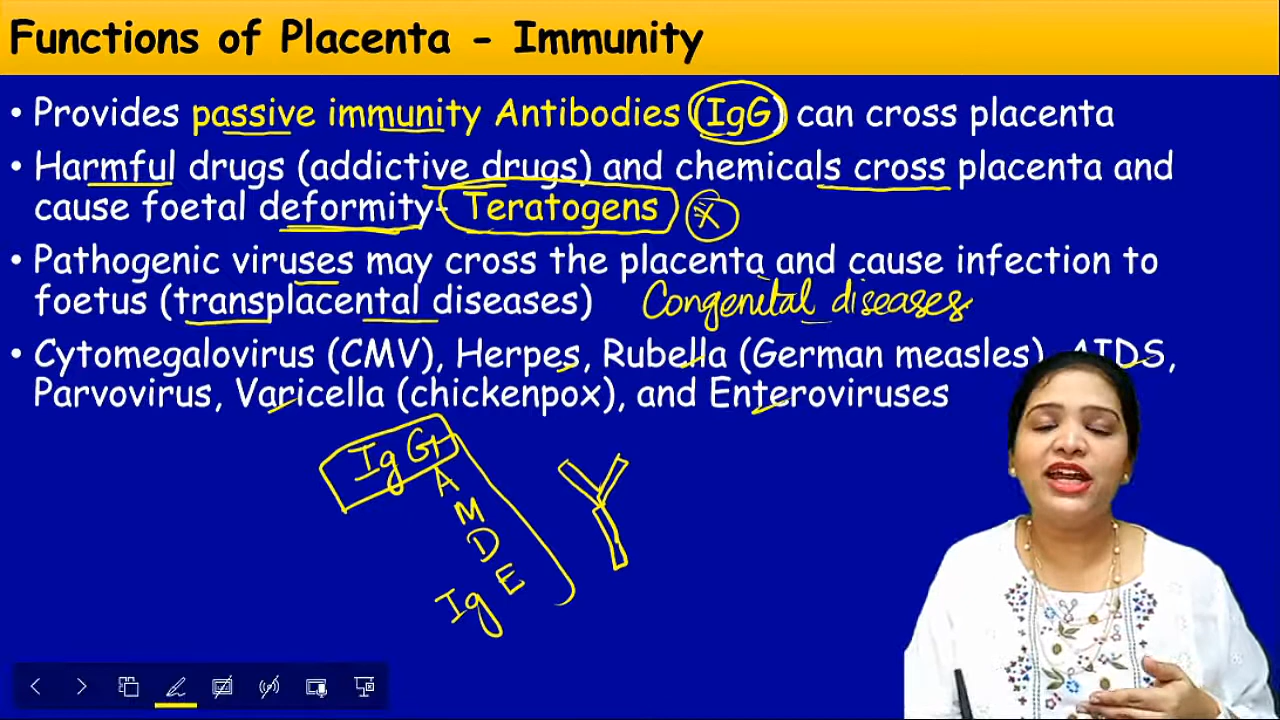 Functions of Placenta - Immunity
• Provides passive immunity Antibodies (IgG) can cross placenta
• Harmful drugs (addictive drugs) and chemicals cross placenta and
cause foetal deformity- Teratogens
• Pathogenic viruses may cross the placenta and cause infection to
foetus (transplacental diseases) Congenital diseases
• Cytomegalovirus (CMV), Herpes, Rubella (German measles), AIDS,
Parvovirus, Varicella (chickenpox), and Enteroviruses
IgG
A
M
D
E
Ig